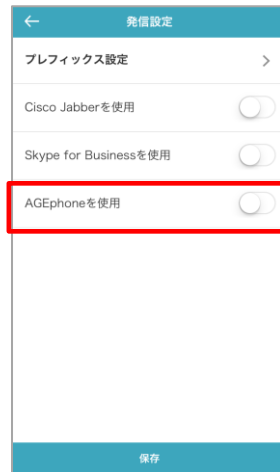 発信設定
プレフィックス設定
Cisco Jabberを使用
Skype for Businessを使用
AGEphoneを使用
保存